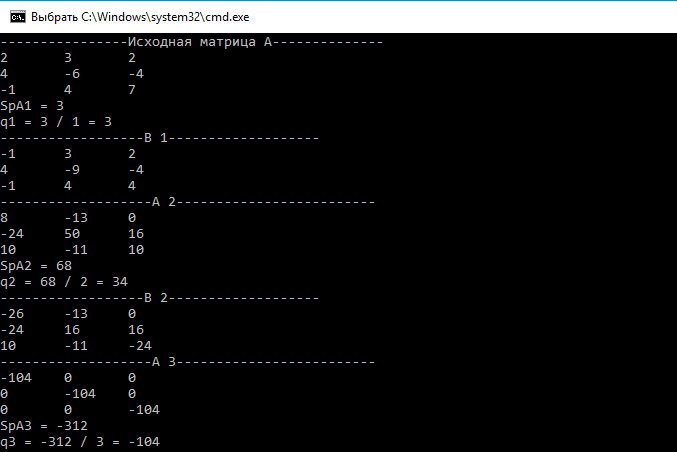 Выбрать C:\Windows\system32\cmd.exe
----------------Исходная матрица А--------------
2       3       2
4       -6      -4
-1      4       7
SpA1 = 3
q1 = 3 / 1 = 3
------------------B 1-------------------
-1      3       2
4       -9      -4
-1      4       4
-------------------A 2-------------------------
8       -13     0
-24     50      16
10      -11     10
SpA2 = 68
q2 = 68 / 2 = 34
------------------B 2-------------------
-26     -13     0
-24     16      16
10      -11     -24
-------------------A 3-------------------------
-104    0       0
0       -104    0
0       0       -104
SpA3 = -312
q3 = -312 / 3 = -104